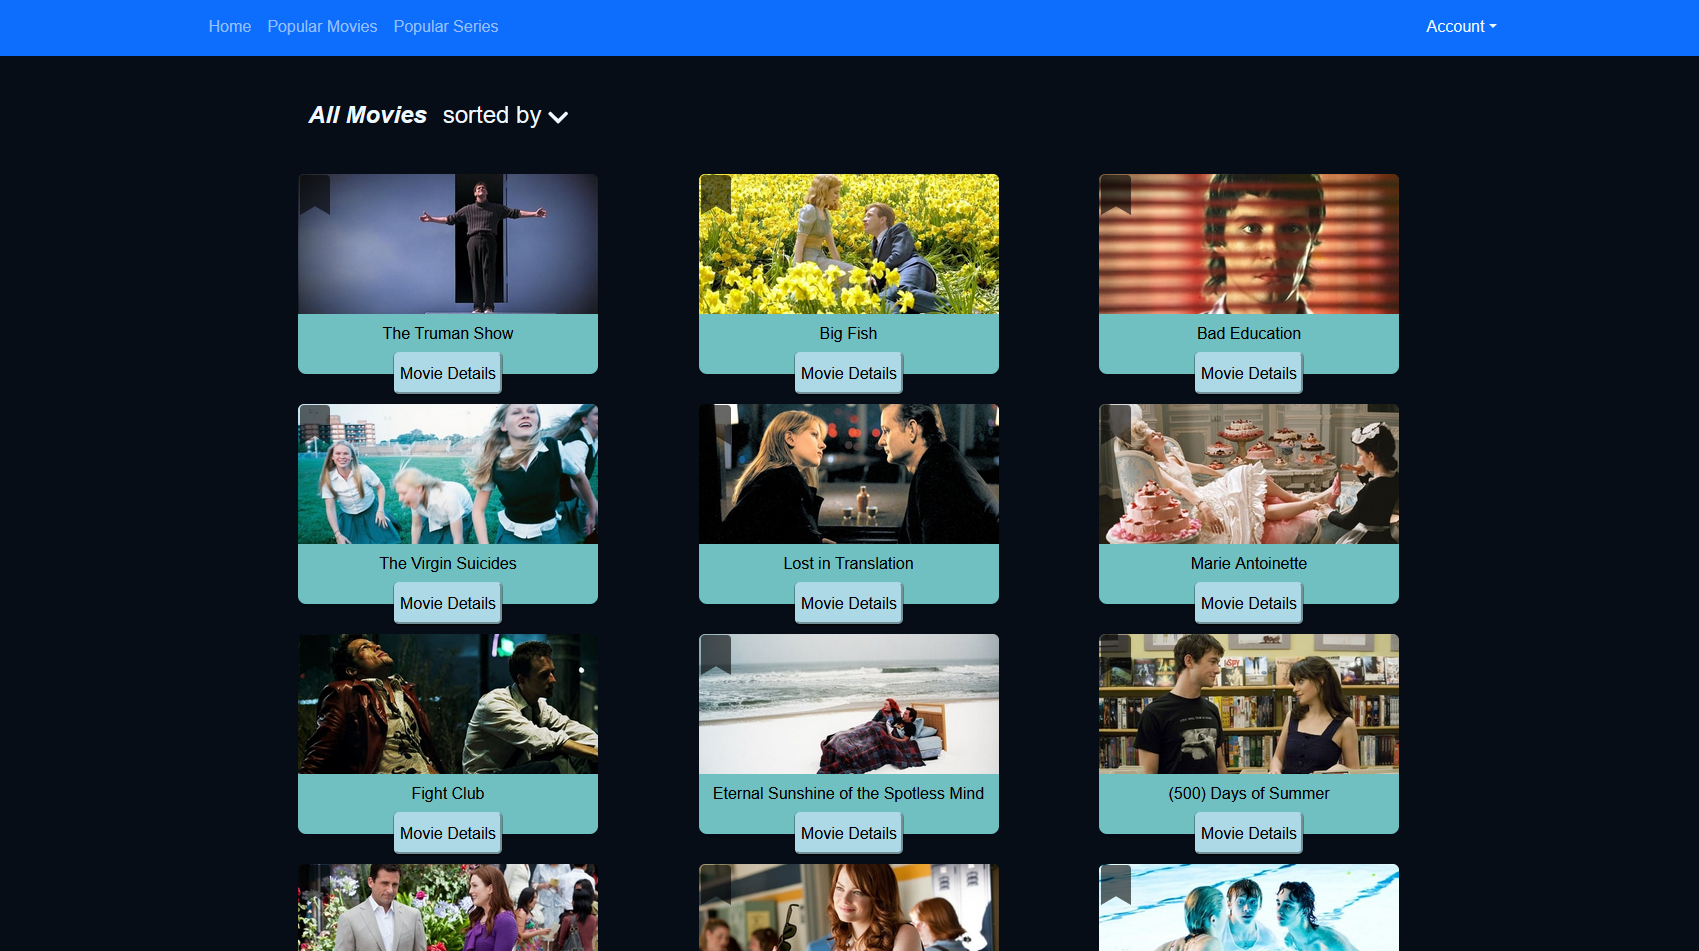 Home Popular Movies Popular Series Account
All Movies sorted by
The Truman Show Big Fish Bad Education
Movie Details Movie Details Movie Details
The Virgin Suicides Lost in Translation Marie Antoinette
Movie Details Movie Details Movie Details
Fight Club Eternal Sunshine of the Spotless Mind (500) Days of Summer
Movie Details Movie Details Movie Details